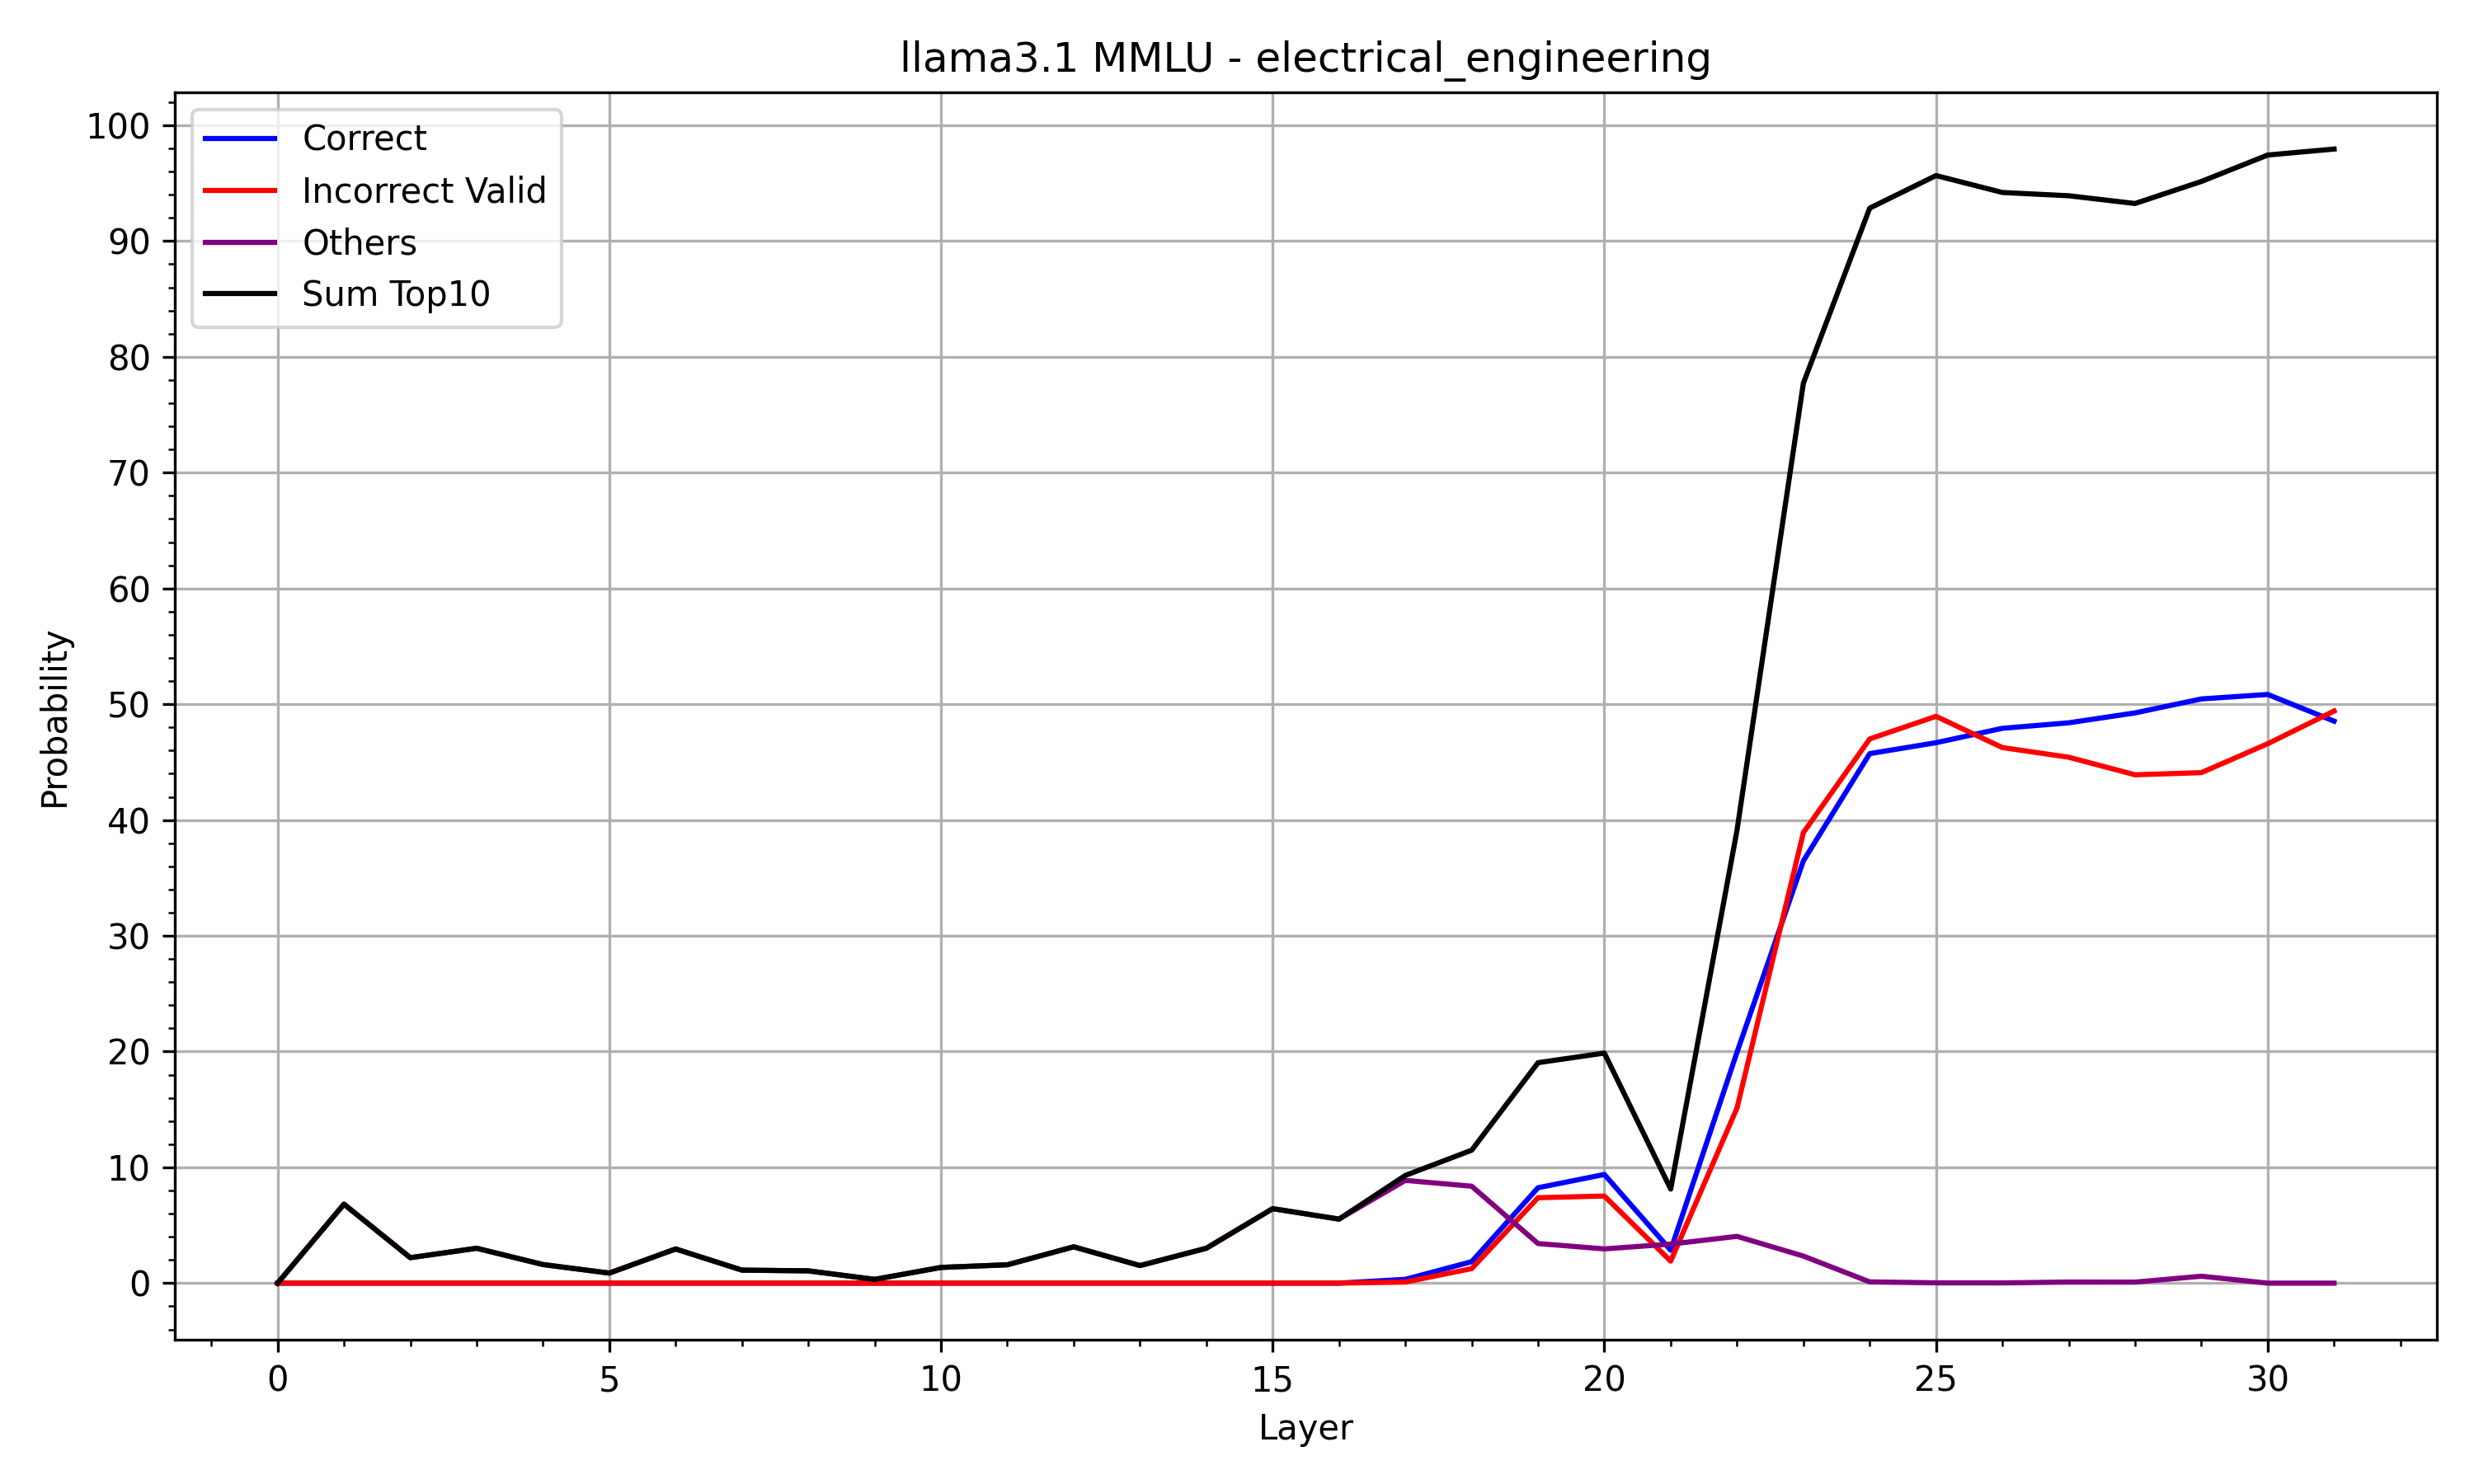 llama3.1 MMLU - electrical_engineering
Correct
Incorrect Valid
Others
Sum Top10
100
90
80
70
60
50
40
30
20
10
0
Probability
0 5 10 15 20 25 30
Layer